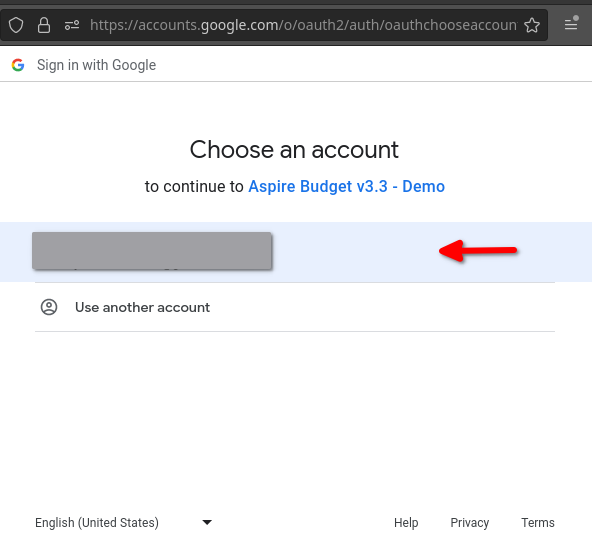 https://accounts.google.com/o/oauth2/auth/oauthchooseaccoun
Sign in with Google
Choose an account
to continue to Aspire Budget v3.3 - Demo
Use another account
English (United States)
Help
Privacy
Terms